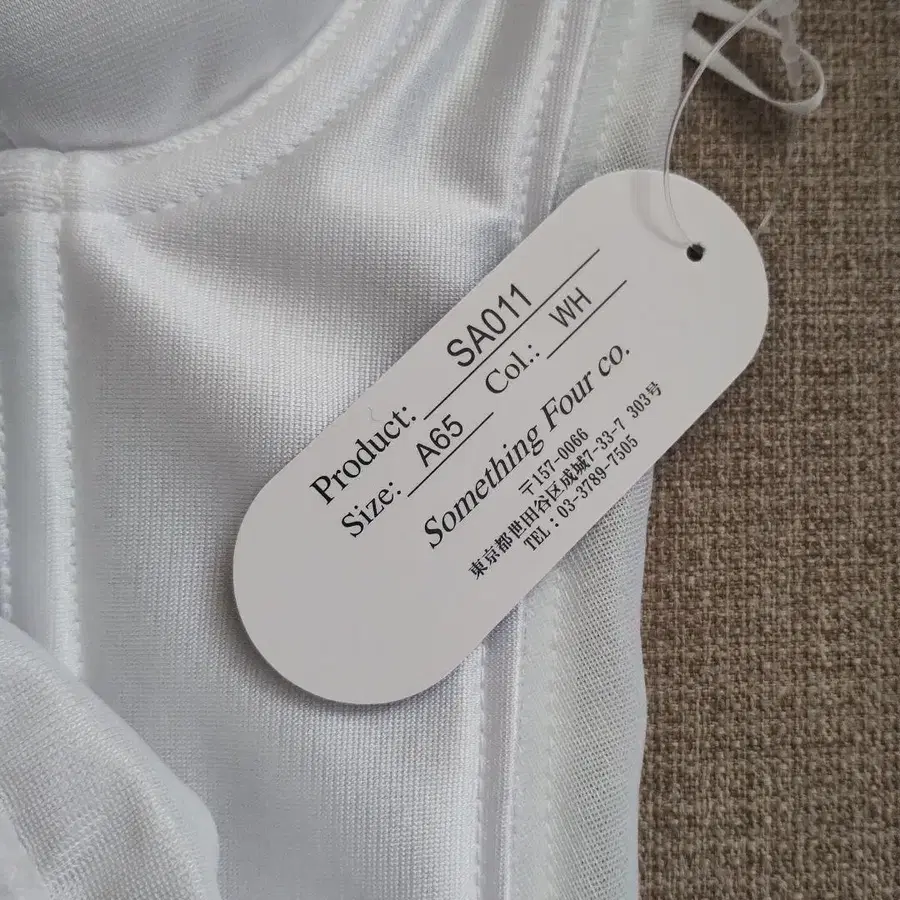 Product: SA011
Size: A65 Col.: WH
Something Four co.
〒157-0066
東京都世田谷区成城7-33-7 303号
TEL：03-3789-7505